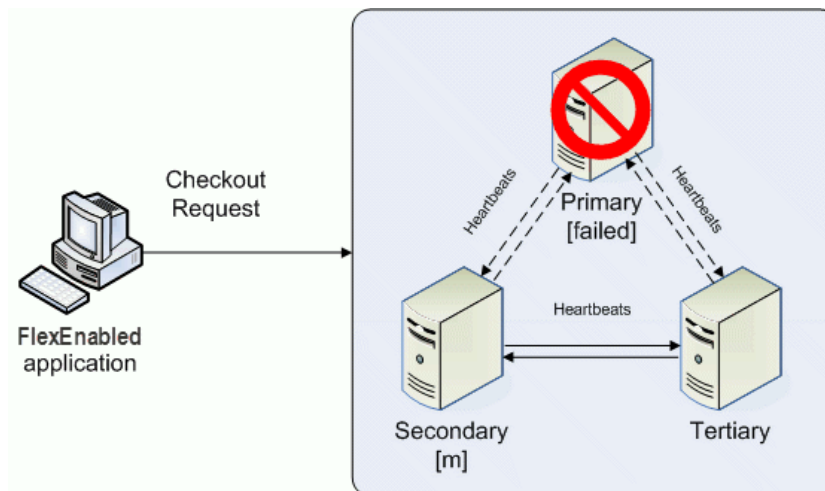 Checkout
Request
FlexEnabled
application
Heartbeats
Heartbeats
Primary
[failed]
Heartbeats
Secondary
[m]
Tertiary